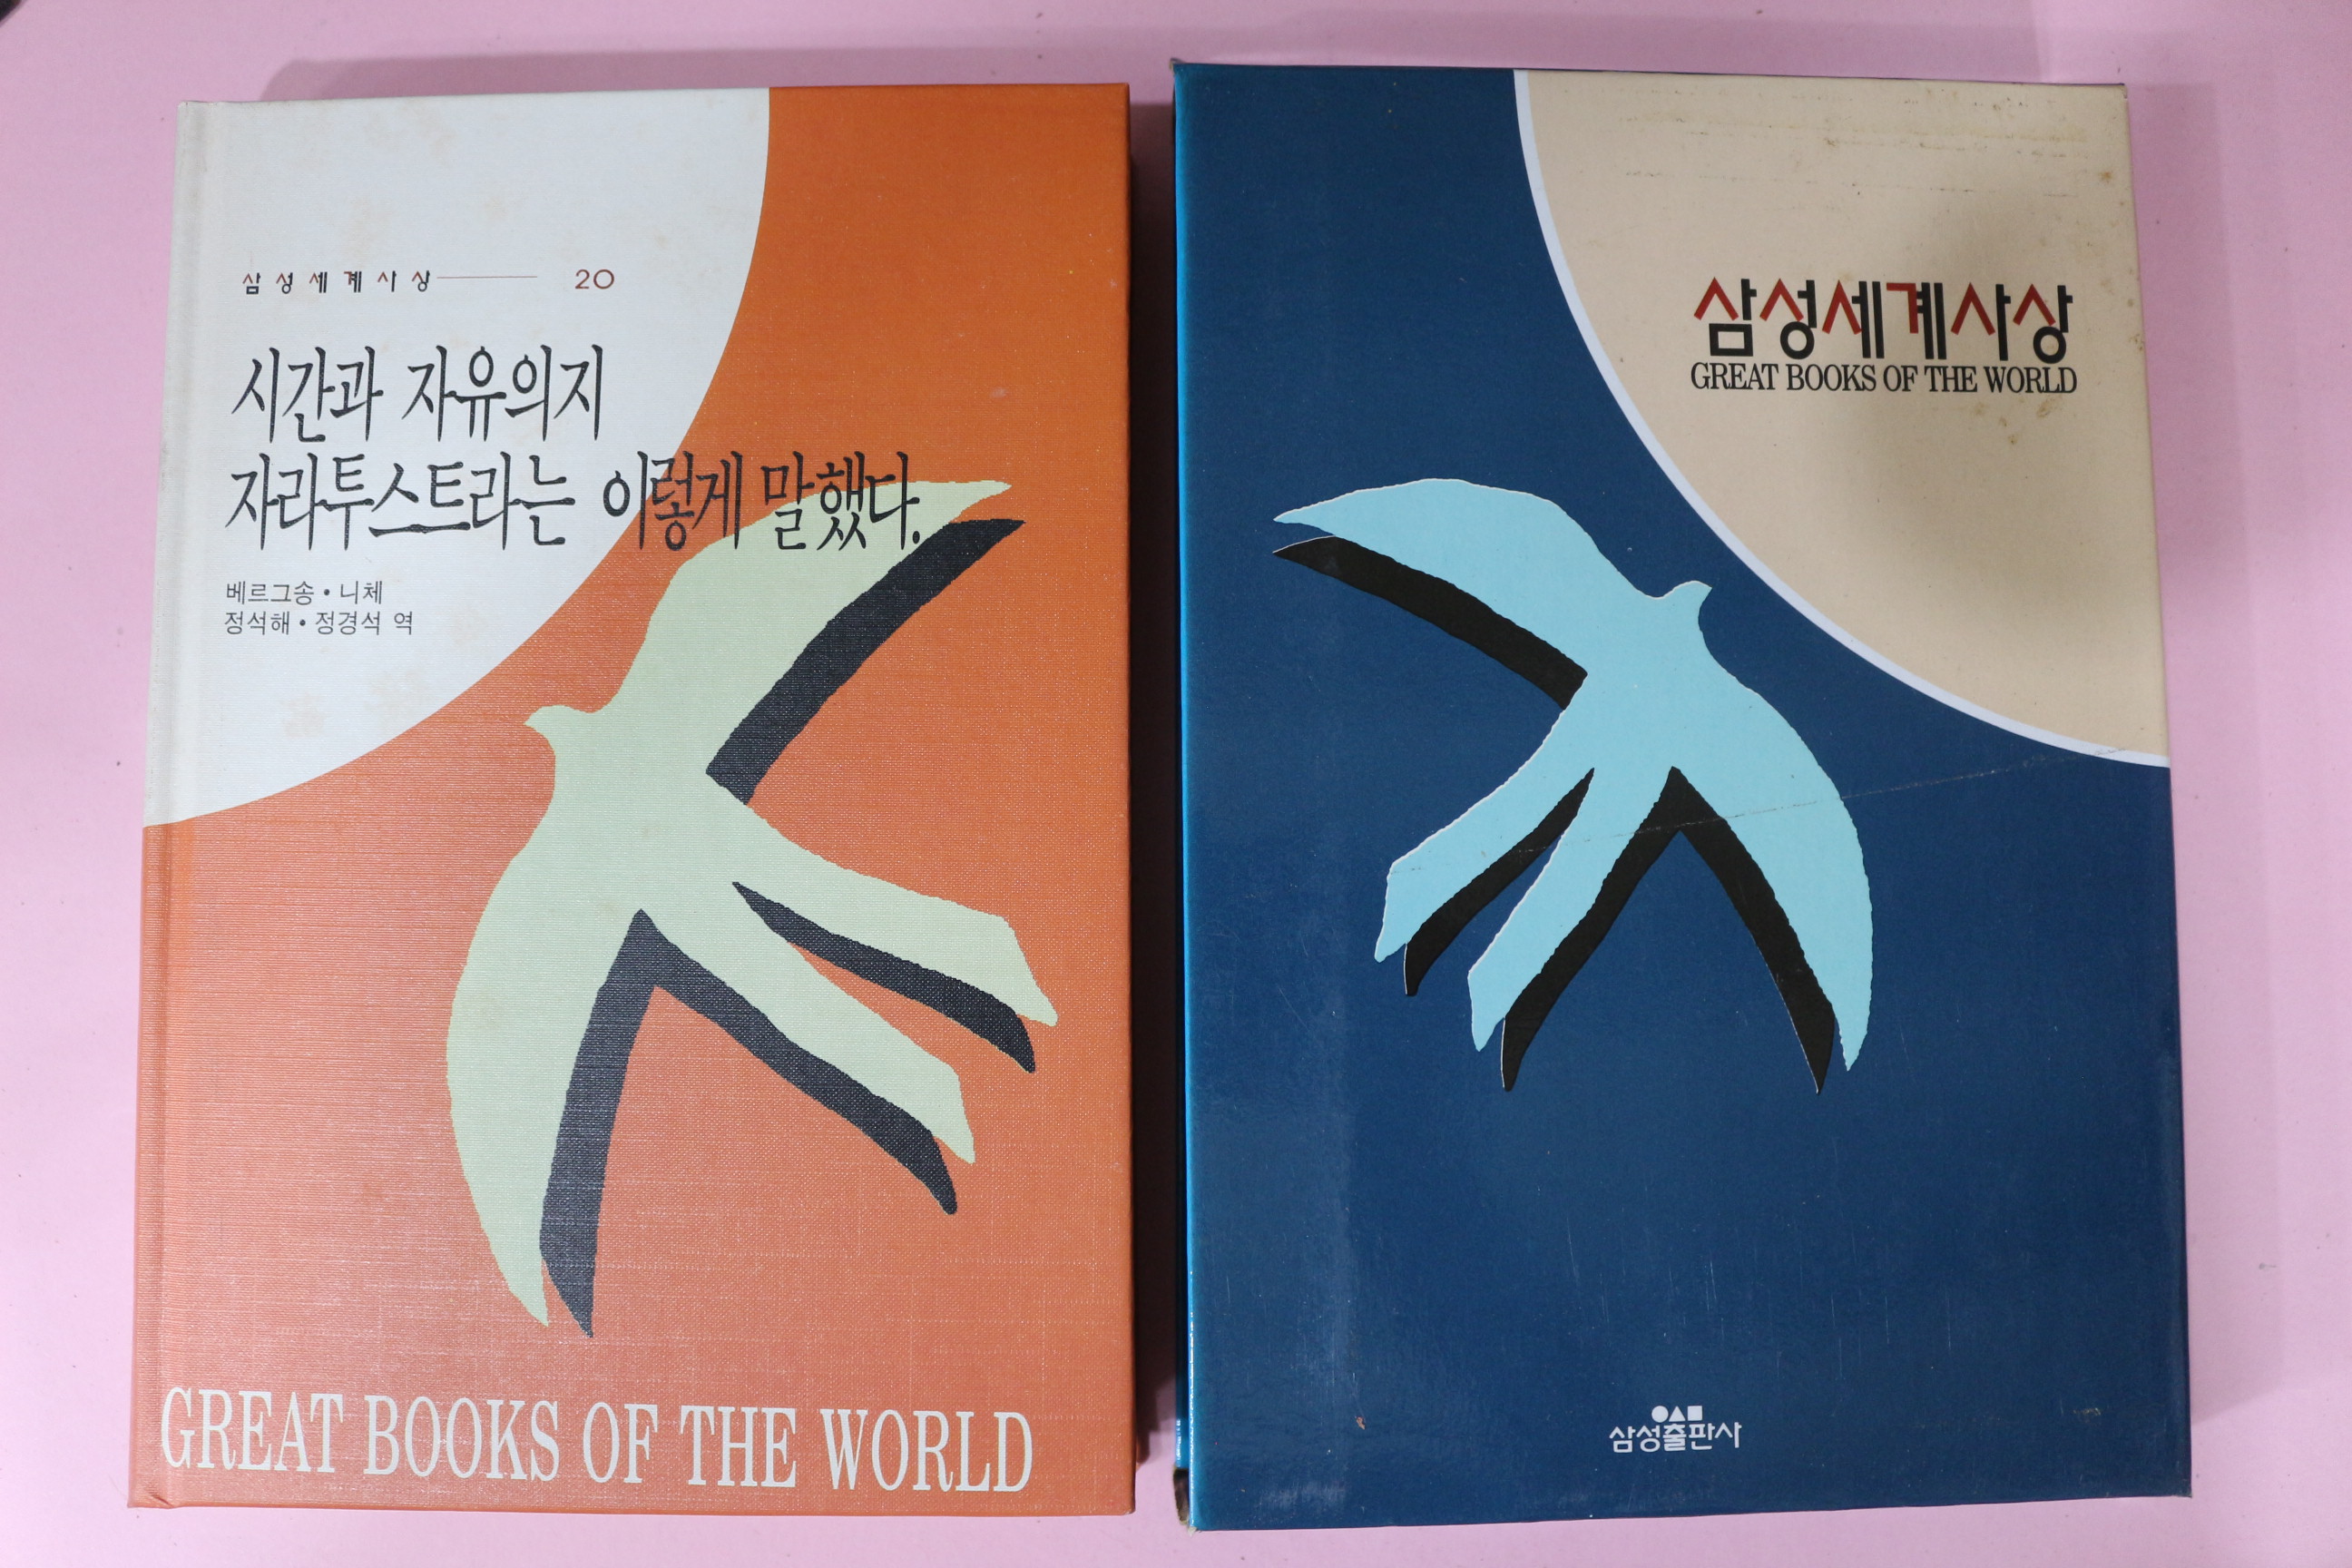 삼성세계사상 20
시간과 자유의지
자라투스트라는 이렇게 말했다.
베르그송·니체
정석해·정경석 역
GREAT BOOKS OF THE WORLD
삼성세계사상
GREAT BOOKS OF THE WORLD
삼성출판사